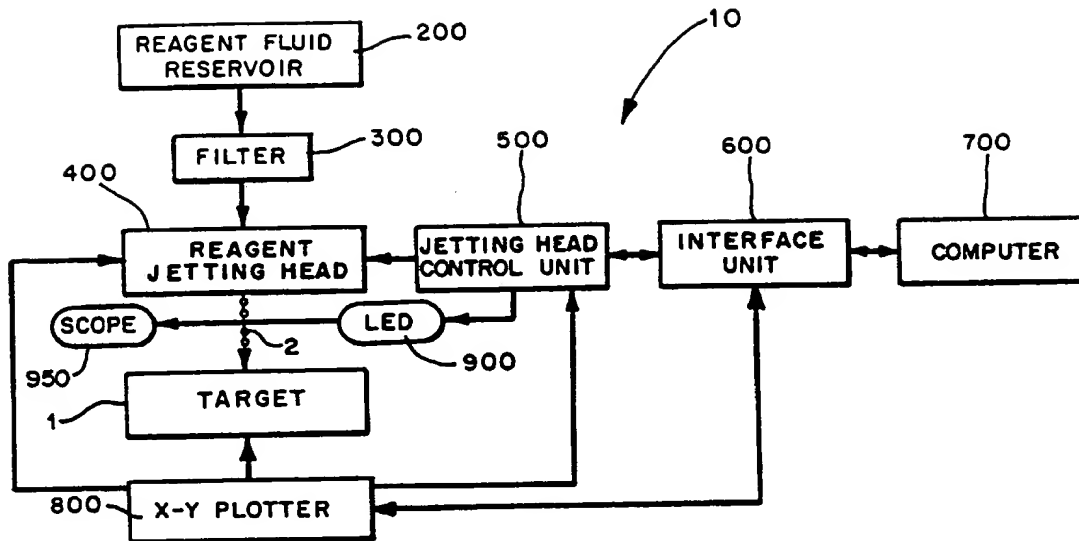 10
200
REAGENT FLUID
RESERVOIR
300
FILTER
400
500
600
700
REAGENT
JETTING HEAD
JETTING HEAD
CONTROL UNIT
INTERFACE
UNIT
COMPUTER
SCOPE
LED
950
2
900
1
TARGET
800
X-Y PLOTTER